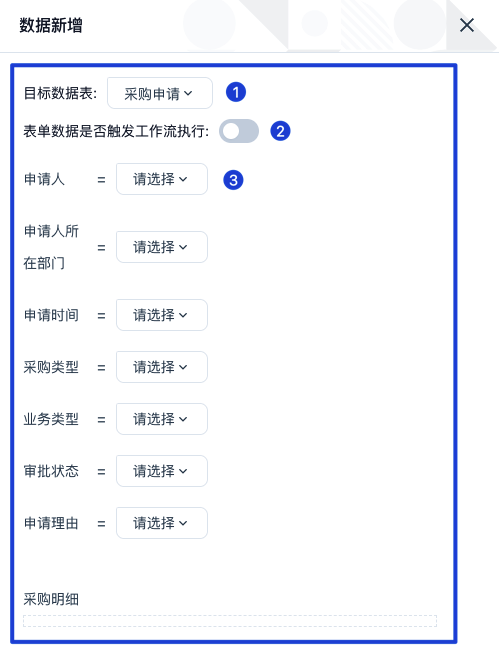 数据新增
目标数据表: 采购申请 1
表单数据是否触发工作流执行: 2
申请人 = 请选择 3
申请人所
在部门 = 请选择
申请时间 = 请选择
采购类型 = 请选择
业务类型 = 请选择
审批状态 = 请选择
申请理由 = 请选择
采购明细